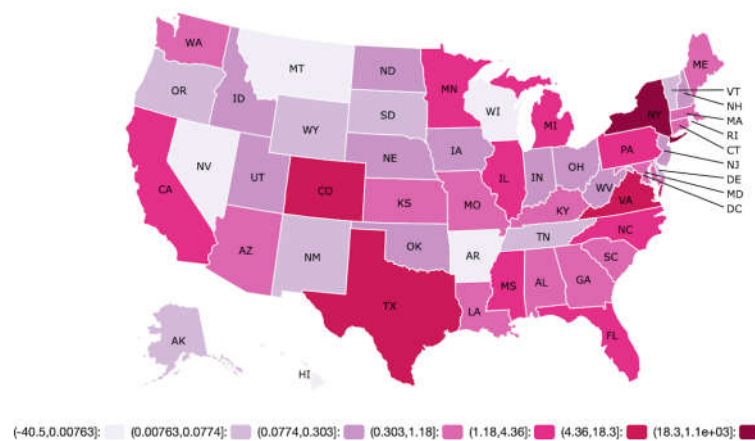 WA
ME
MT
ND
MN
VT
OR
NH
ID
WI
NY
MA
SD
MI
RI
WY
CT
IA
PA
NJ
NE
NV
OH
DE
IL
IN
UT
MD
CO
WV
VA
DC
CA
KS
MO
KY
NC
TN
OK
AZ
NM
AR
SC
MS
AL
GA
TX
LA
AK
FL
HI
(-40.5,0.00763]: (0.00763,0.0774]: (0.0774,0.303]: (0.303,1.18]: (1.18,4.36]: (4.36,18.3]: (18.3,1.1e+03]: